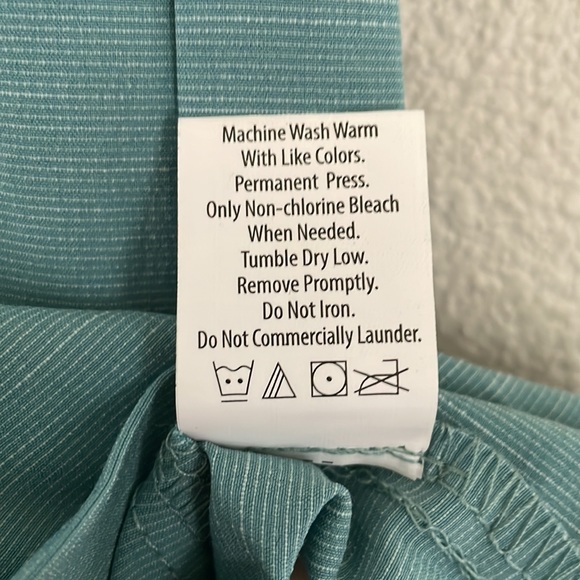 Machine Wash Warm
With Like Colors.
Permanent Press.
Only Non-chlorine Bleach
When Needed.
Tumble Dry Low.
Remove Promptly.
Do Not Iron.
Do Not Commercially Launder.